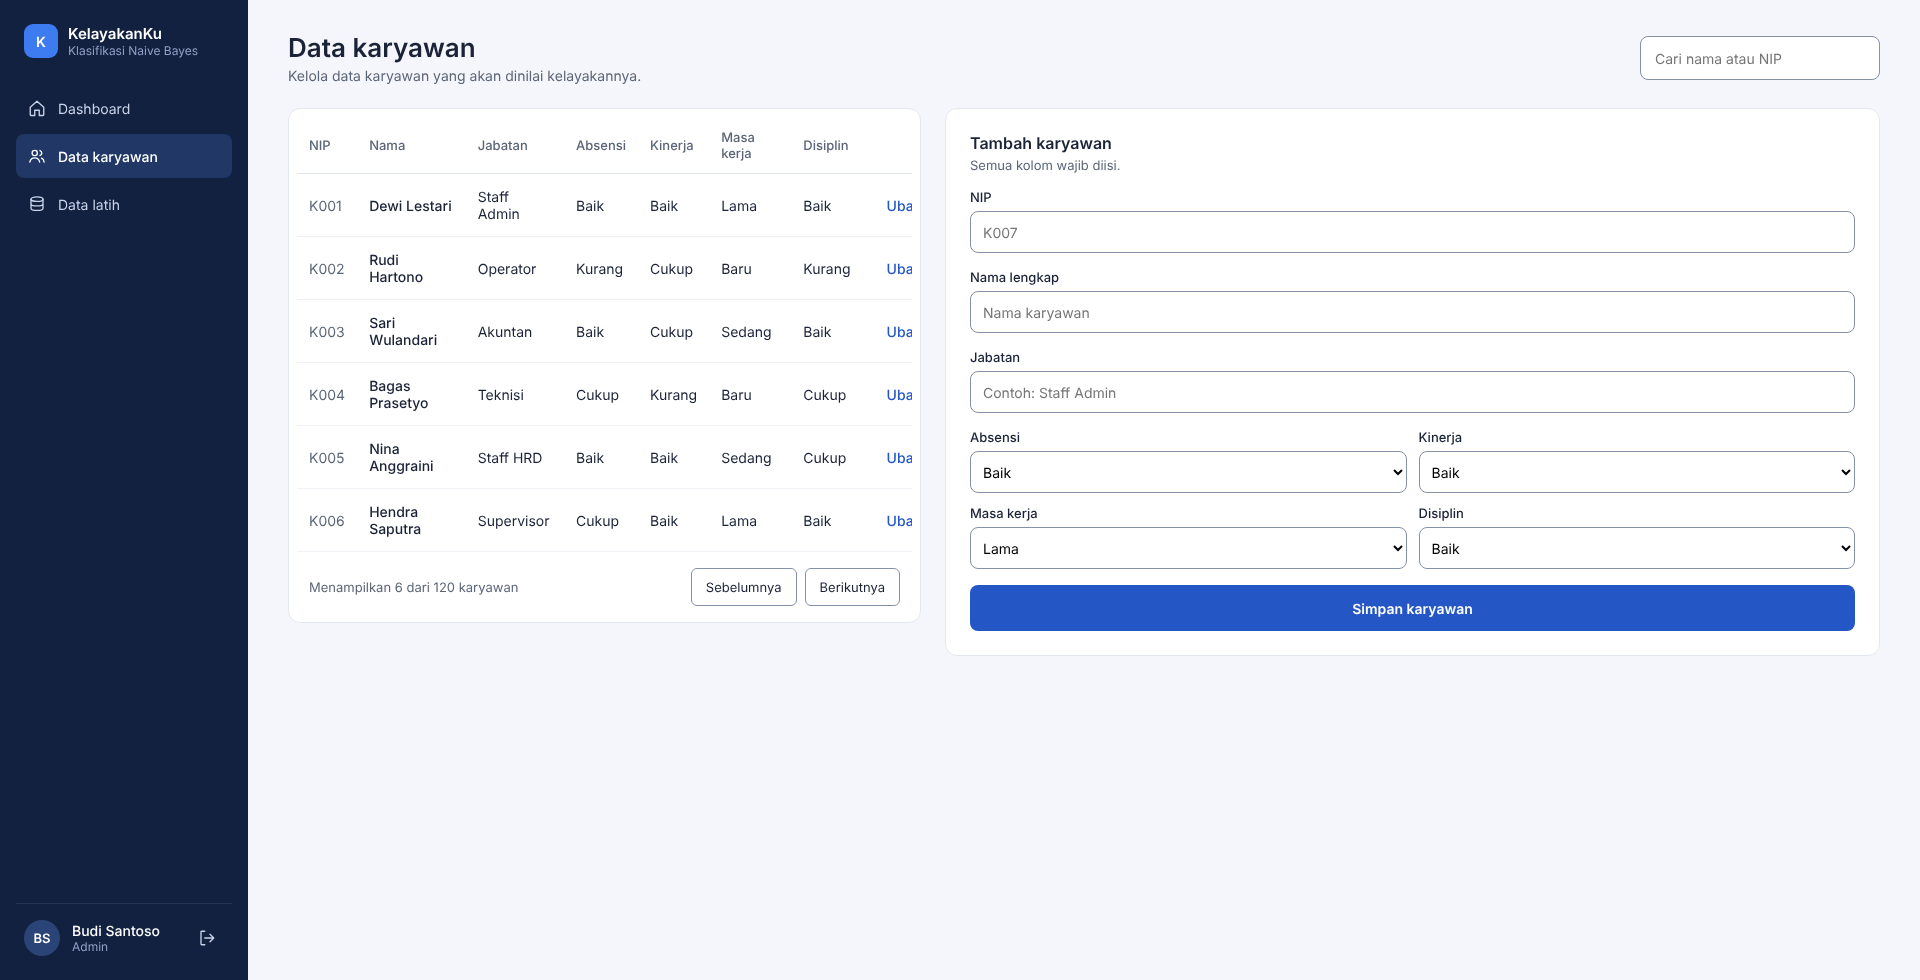 K
KelayakanKu
Klasifikasi Naive Bayes
Dashboard
Data karyawan
Data latih
BS
Budi Santoso
Admin
Data karyawan
Kelola data karyawan yang akan dinilai kelayakannya.
Cari nama atau NIP
NIP Nama Jabatan Absensi Kinerja Masa kerja Disiplin
K001 Dewi Lestari Staff Admin Baik Baik Lama Baik Uba
K002 Rudi Hartono Operator Kurang Cukup Baru Kurang Uba
K003 Sari Wulandari Akuntan Baik Cukup Sedang Baik Uba
K004 Bagas Prasetyo Teknisi Cukup Kurang Baru Cukup Uba
K005 Nina Anggraini Staff HRD Baik Baik Sedang Cukup Uba
K006 Hendra Saputra Supervisor Cukup Baik Lama Baik Uba
Menampilkan 6 dari 120 karyawan
Sebelumnya Berikutnya
Tambah karyawan
Semua kolom wajib diisi.
NIP
K007
Nama lengkap
Nama karyawan
Jabatan
Contoh: Staff Admin
Absensi Kinerja
Baik Baik
Masa kerja Disiplin
Lama Baik
Simpan karyawan